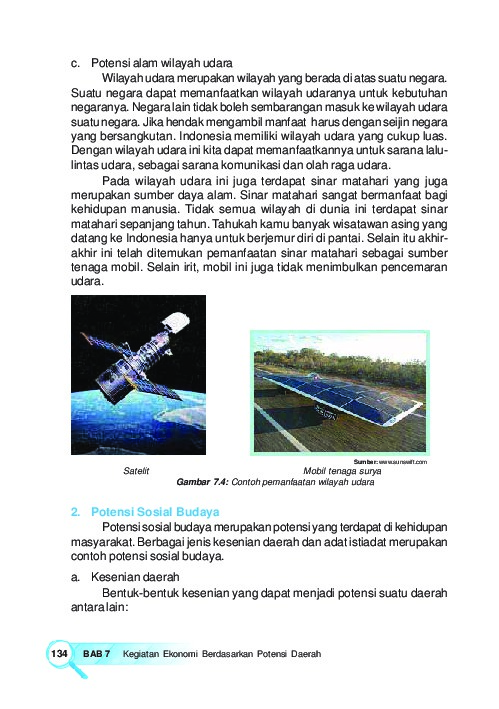 c. Potensi alam wilayah udara
Wilayah udara merupakan wilayah yang berada di atas suatu negara.
Suatu negara dapat memanfaatkan wilayah udaranya untuk kebutuhan
negaranya. Negara lain tidak boleh sembarangan masuk ke wilayah udara
suatu negara. Jika hendak mengambil manfaat harus dengan seijin negara
yang bersangkutan. Indonesia memiliki wilayah udara yang cukup luas.
Dengan wilayah udara ini kita dapat memanfaatkannya untuk sarana lalu-
lintas udara, sebagai sarana komunikasi dan olah raga udara.
Pada wilayah udara ini juga terdapat sinar matahari yang juga
merupakan sumber daya alam. Sinar matahari sangat bermanfaat bagi
kehidupan manusia. Tidak semua wilayah di dunia ini terdapat sinar
matahari sepanjang tahun. Tahukah kamu banyak wisatawan asing yang
datang ke Indonesia hanya untuk berjemur diri di pantai. Selain itu akhir-
akhir ini telah ditemukan pemanfaatan sinar matahari sebagai sumber
tenaga mobil. Selain irit, mobil ini juga tidak menimbulkan pencemaran
udara.
Sumber:
Satelit Mobil tenaga surya
Gambar 7.4: Contoh pemanfaatan wilayah udara
2. Potensi Sosial Budaya
Potensi sosial budaya merupakan potensi yang terdapat di kehidupan
masyarakat. Berbagai jenis kesenian daerah dan adat istiadat merupakan
contoh potensi sosial budaya.
a. Kesenian daerah
Bentuk-bentuk kesenian yang dapat menjadi potensi suatu daerah
antara lain:
134 BAB 7 Kegiatan Ekonomi Berdasarkan Potensi Daerah